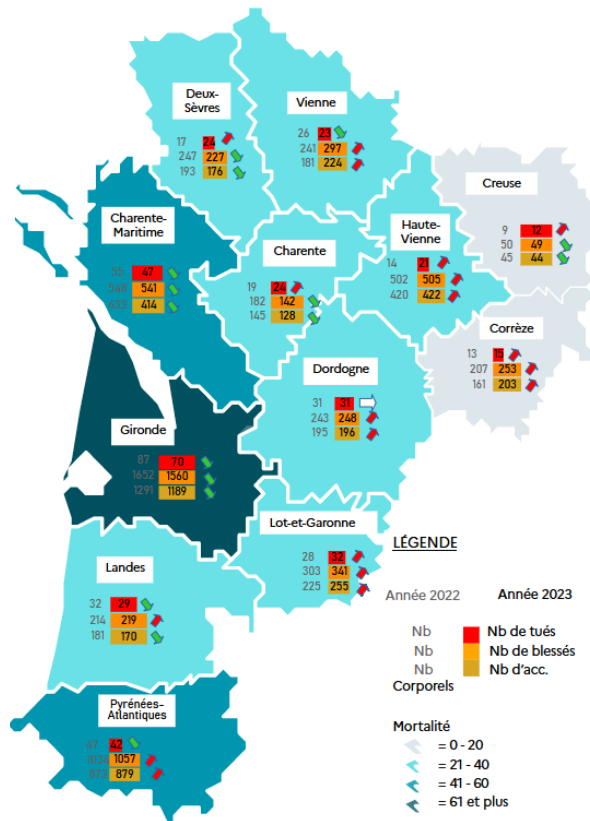 Deux-
Sèvres
17 24
247 227
193 176
Vienne
26 23
241 297
181 224
Creuse
9 12
50 49
45 44
Charente-
Maritime
55 47
541
414
Charente
19 24
182 142
145 128
Haute-
Vienne
14 21
502 505
420 422
Corrèze
13 15
207 253
161 203
Dordogne
31 31
243 248
195 196
Gironde
87 70
1652 1560
1291 1189
Lot-et-Garonne
28 32
303 341
225 255
Landes
32 29
214 219
181 170
Pyrénées-
Atlantiques
47 42
1057
879
LÉGENDE
Année 2022 Année 2023
Nb Nb de tués
Nb Nb de blessés
Nb Nb d'acc.
Corporels
Mortalité
= 0 - 20
= 21 - 40
= 41 - 60
= 61 et plus